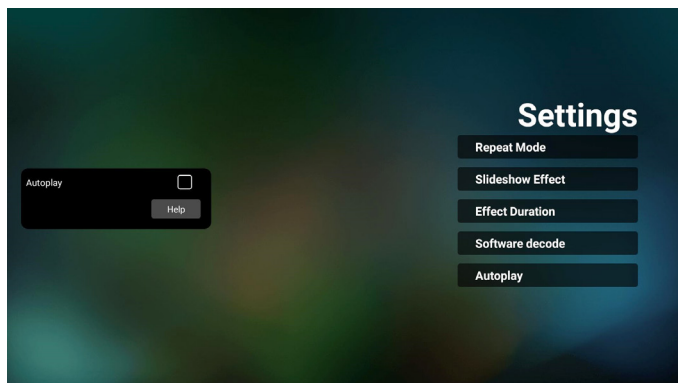 Settings
Repeat Mode
Slideshow Effect
Effect Duration
Software decode
Autoplay
Autoplay
Help